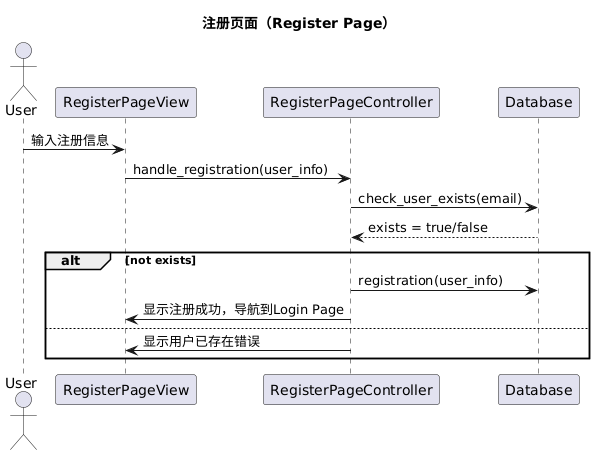 注册页面（Register Page）
User
RegisterPageView
RegisterPageController
Database
输入注册信息
handle_registration(user_info)
check_user_exists(email)
exists = true/false
alt
[not exists]
registration(user_info)
显示注册成功，导航到Login Page
显示用户已存在错误
User
RegisterPageView
RegisterPageController
Database